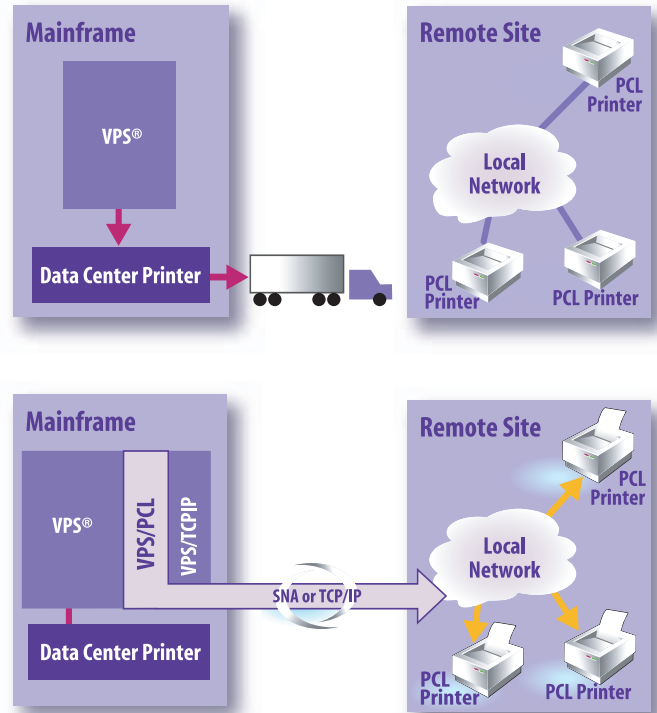 Mainframe
VPS®
Data Center Printer
Remote Site
PCL
Printer
Local
Network
PCL
Printer
PCL Printer
Mainframe
VPS®
VPS/PCL
VPS/TCPIP
SNA or TCP/IP
Data Center Printer
Remote Site
PCL
Printer
Local
Network
PCL
Printer
PCL Printer